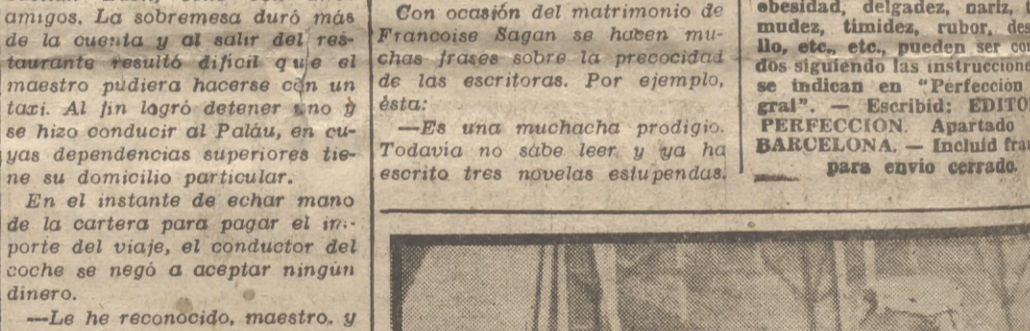 amigos. La sobremesa duró más
de la cuenta y al salir del res-
taurante resultó difícil que el
maestro pudiera hacerse con un
taxi. Al fin logró detener uno y
se hizo conducir al Paláu, en cu-
yas dependencias superiores tie-
ne su domicilio particular.
En el instante de echar mano
de la cartera para pagar el im-
porte del viaje, el conductor del
coche se negó a aceptar ningún
dinero.
—Le he reconocido, maestro, y
Con ocasión del matrimonio de
Francoise Sagan se hacen mu-
chas frases sobre la precocidad
de las escritoras. Por ejemplo,
ésta:
—Es una muchacha prodigio.
Todavía no sabe leer y ya ha
escrito tres novelas estupendas.
obesidad, delgadez, nariz,
mudez, timidez, rubor, des
llo, etc., etc., pueden ser co
dos siguiendo las instruccione
se indican en "Perfección
gral". — Escribid: EDITO
PERFECCION. Apartado
BARCELONA. — Incluid fra
para envío cerrado.